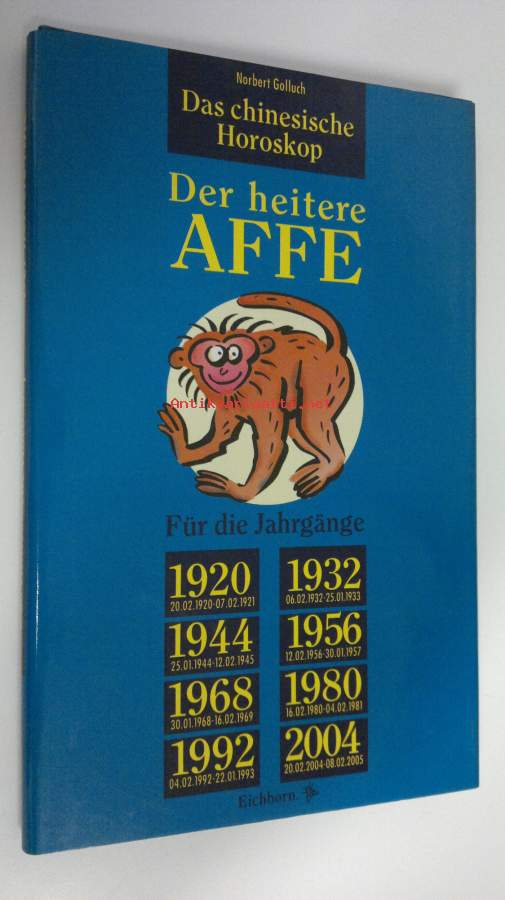 Norbert Golluch
Das chinesische
Horoskop
Der heitere
AFFE
Antikvariaatti.net
Für die Jahrgänge
1920
20.02.1920-07.02.1921
1932
06.02.1932-25.01.1933
1944
25.01.1944-12.02.1945
1956
12.02.1956-30.01.1957
1968
30.01.1968-16.02.1969
1980
16.02.1980-04.02.1981
1992
04.02.1992-22.01.1993
2004
20.02.2004-08.02.2005
Eichborn.